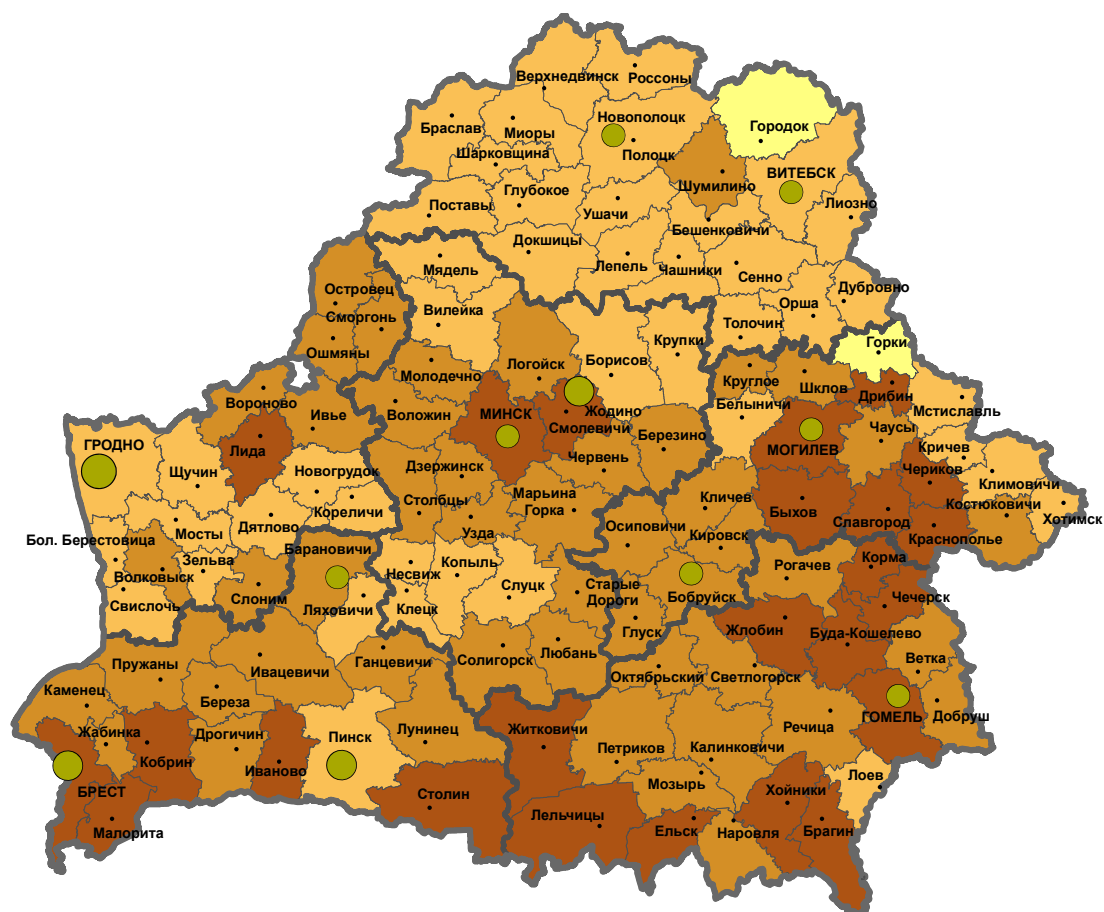 Верхнедвинск
Россоны
Браслав
Миоры
Новополоцк
Городок
Шарковщина
Полоцк
Глубокое
Шумилино
ВИТЕБСК
Поставы
Ушачи
Лиозно
Бешенковичи
Докшицы
Лепель
Чашники
Сенно
Мядель
Островец
Дубровно
Орша
Сморгонь
Вилейка
Толочин
Ошмяны
Борисов
Крупки
Горки
Логойск
Молодечно
Круглое
Шклов
Дрибин
Вороново
Ивье
Воложин
МИНСК
Жодино
Смолевичи
Белыничи
Мстиславль
ГРОДНО
Лида
Березино
МОГИЛЕВ
Чаусы
Кричев
Щучин
Новогрудок
Дзержинск
Червень
Чериков
Климовичи
Кореличи
Столбцы
Марьина
Горка
Кличев
Быхов
Костюковичи
Славгород
Хотимск
Дятлово
Мосты
Узда
Осиповичи
Кировск
Краснополье
Бол. Берестовица
Барановичи
Зельва
Волковыск
Несвиж
Копыль
Слуцк
Рогачев
Корма
Свислочь
Слоним
Ляховичи
Клецк
Старые
Дороги
Бобруйск
Чечерск
Глуск
Жлобин
Буда-Кошелево
Пружаны
Ивацевичи
Ганцевичи
Солигорск
Любань
Октябрьский
Светлогорск
Ветка
Каменец
Береза
ГОМЕЛЬ
Добруш
Жабинка
Дрогичин
Пинск
Лунинец
Житковичи
Речица
Кобрин
Иваново
Петриков
Калинковичи
БРЕСТ
Мозырь
Лоев
Столин
Хойники
Малорита
Лельчицы
Ельск
Наровля
Брагин